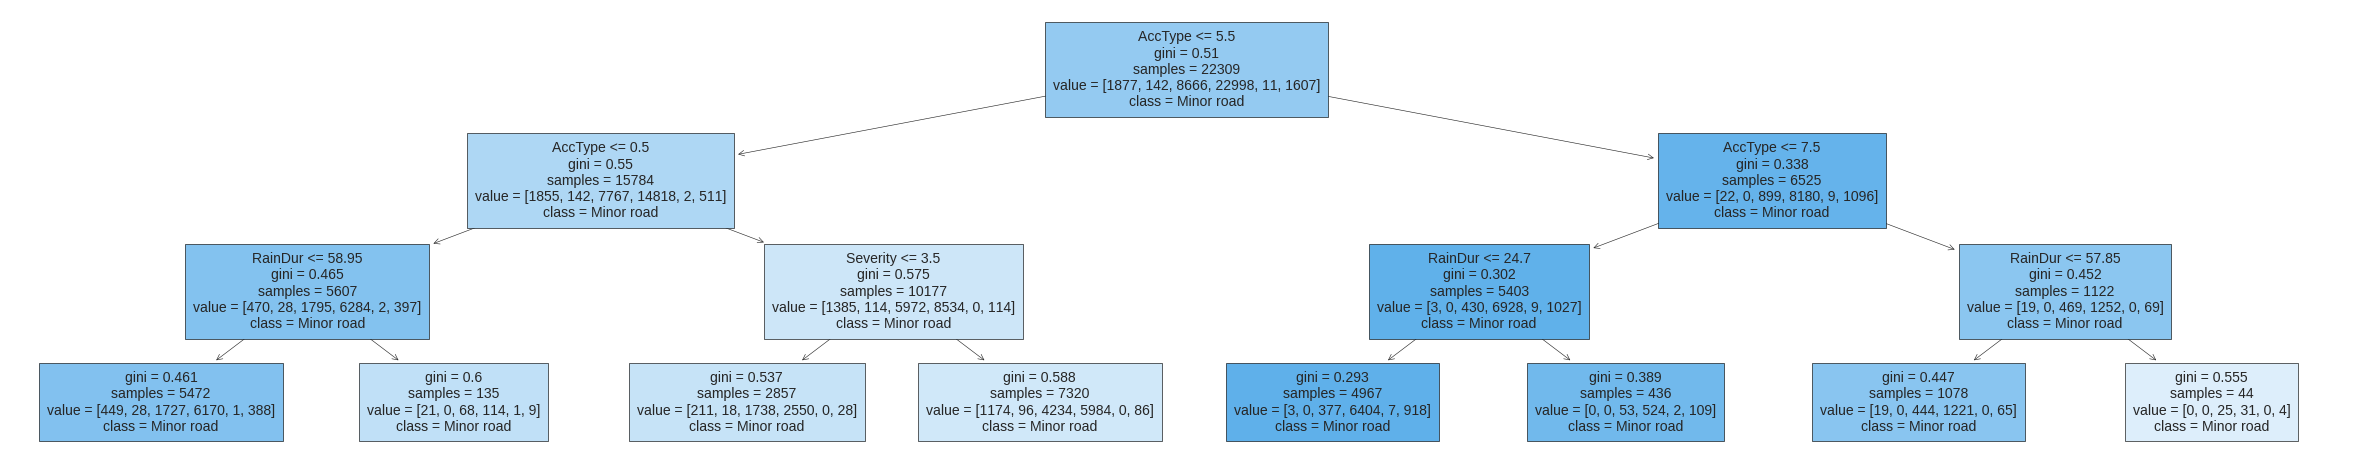 AccType <= 5.5
gini = 0.51
samples = 22309
value = [1877, 142, 8666, 22998, 11, 1607]
class = Minor road
AccType <= 0.5
gini = 0.55
samples = 15784
value = [1855, 142, 7767, 14818, 2, 511]
class = Minor road
AccType <= 7.5
gini = 0.338
samples = 6525
value = [22, 0, 899, 8180, 9, 1096]
class = Minor road
RainDur <= 58.95
gini = 0.465
samples = 5607
value = [470, 28, 1795, 6284, 2, 397]
class = Minor road
Severity <= 3.5
gini = 0.575
samples = 10177
value = [1385, 114, 5972, 8534, 0, 114]
class = Minor road
RainDur <= 24.7
gini = 0.302
samples = 5403
value = [3, 0, 430, 6928, 9, 1027]
class = Minor road
RainDur <= 57.85
gini = 0.452
samples = 1122
value = [19, 0, 469, 1252, 0, 69]
class = Minor road
gini = 0.461
samples = 5472
value = [449, 28, 1727, 6170, 1, 388]
class = Minor road
gini = 0.6
samples = 135
value = [21, 0, 68, 114, 1, 9]
class = Minor road
gini = 0.537
samples = 2857
value = [211, 18, 1738, 2550, 0, 28]
class = Minor road
gini = 0.588
samples = 7320
value = [1174, 96, 4234, 5984, 0, 86]
class = Minor road
gini = 0.293
samples = 4967
value = [3, 0, 377, 6404, 7, 918]
class = Minor road
gini = 0.389
samples = 436
value = [0, 0, 53, 524, 2, 109]
class = Minor road
gini = 0.447
samples = 1078
value = [19, 0, 444, 1221, 0, 65]
class = Minor road
gini = 0.555
samples = 44
value = [0, 0, 25, 31, 0, 4]
class = Minor road